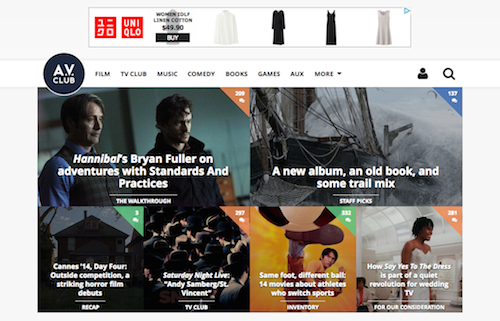 UNI
QLO
WOMEN 2DLF
LINEN COTTON
$49.90
BUY
A.V.
CLUB
FILM TV CLUB MUSIC COMEDY BOOKS GAMES AUX MORE
209
Hannibal's Bryan Fuller on
adventures with Standards And
Practices
THE WALKTHROUGH
137
A new album, an old book, and
some trail mix
STAFF PICKS
3
Cannes '14, Day Four:
Outside competition, a
striking horror film
debuts
RECAP
297
Saturday Night Live:
"Andy Samberg/St.
Vincent"
TV CLUB
332
Same foot, different ball:
14 movies about athletes
who switch sports
INVENTORY
281
How Say Yes To The Dress
is part of a quiet
revolution for wedding
TV
FOR OUR CONSIDERATION